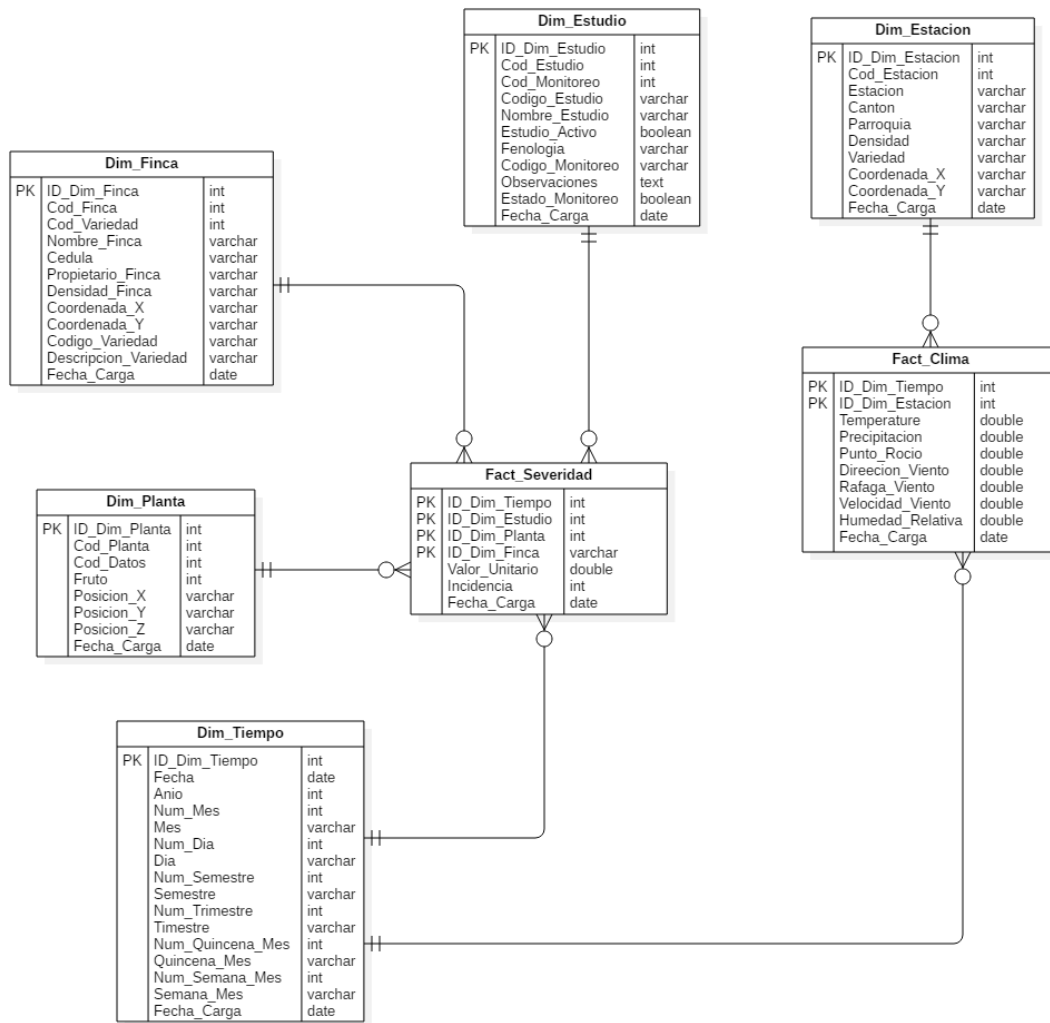 Dim_Estudio
PK ID_Dim_Estudio int
Cod_Estudio int
Cod_Monitoreo int
Codigo_Estudio varchar
Nombre_Estudio varchar
Estudio_Activo boolean
Fenologia varchar
Codigo_Monitoreo varchar
Observaciones text
Estado_Monitoreo boolean
Fecha_Carga date
Dim_Estacion
PK ID_Dim_Estacion int
Cod_Estacion int
Estacion varchar
Canton varchar
Parroquia varchar
Densidad varchar
Variedad varchar
Coordenada_X varchar
Coordenada_Y varchar
Fecha_Carga date
Dim_Finca
PK ID_Dim_Finca int
Cod_Finca int
Cod_Variedad int
Nombre_Finca varchar
Cedula varchar
Propietario_Finca varchar
Densidad_Finca varchar
Coordenada_X varchar
Coordenada_Y varchar
Codigo_Variedad varchar
Descripcion_Variedad varchar
Fecha_Carga date
Fact_Clima
PK ID_Dim_Tiempo int
PK ID_Dim_Estacion int
Temperature double
Precipitacion double
Punto_Rocio double
Direecion_Viento double
Rafaga_Viento double
Velocidad_Viento double
Humedad_Relativa double
Fecha_Carga date
Fact_Severidad
PK ID_Dim_Tiempo int
PK ID_Dim_Estudio int
PK ID_Dim_Planta int
PK ID_Dim_Finca varchar
Valor_Unitario double
Incidencia int
Fecha_Carga date
Dim_Planta
PK ID_Dim_Planta int
Cod_Planta int
Cod_Datos int
Fruto int
Posicion_X varchar
Posicion_Y varchar
Posicion_Z varchar
Fecha_Carga date
Dim_Tiempo
PK ID_Dim_Tiempo int
Fecha date
Anio int
Num_Mes int
Mes varchar
Num_Dia int
Dia varchar
Num_Semestre int
Semestre varchar
Num_Trimestre int
Timestre varchar
Num_Quincena_Mes int
Quincena_Mes varchar
Num_Semana_Mes int
Semana_Mes varchar
Fecha_Carga date